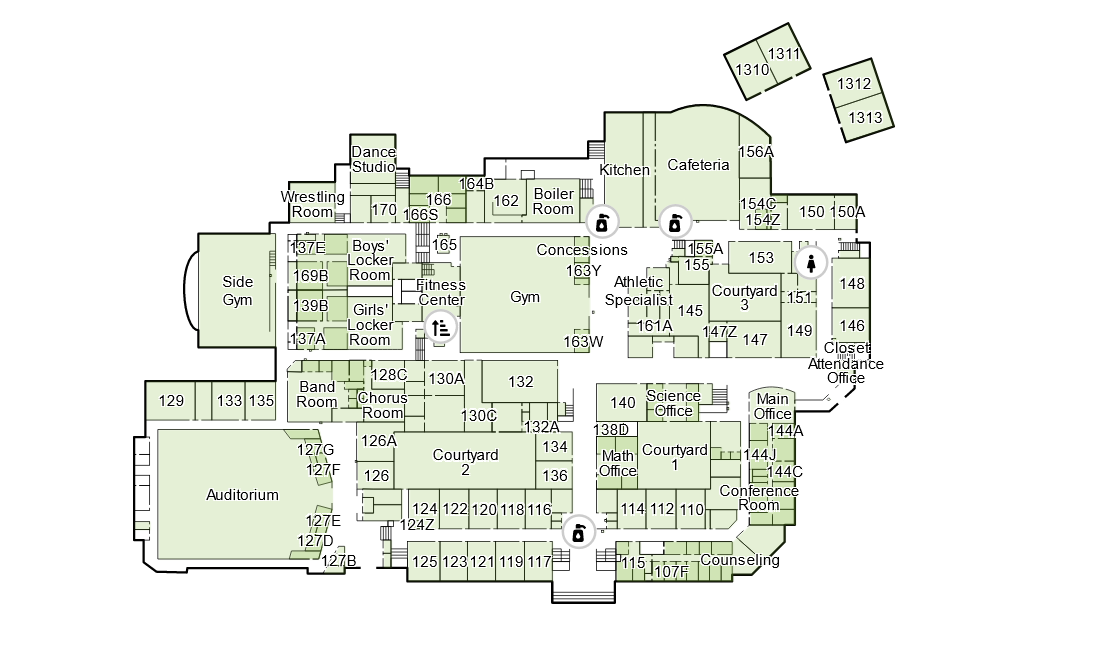 1310
1311
1312
1313
Dance
Studio
Kitchen
Cafeteria
156A
Wrestling
Room
170
166
166S
164B
162
Boiler
Room
154C
154Z
150
150A
137E
Boys'
Locker
Room
165
Concessions
163Y
155A
155
153
169B
Side
Gym
Fitness
Center
Gym
Athletic
Specialist
Courtyard
3
151
148
139B
Girls'
Locker
Room
161A
145
147Z
147
149
146
137A
163W
Closet
Attendance
Office
129
133
135
Band
Room
128C
Chorus
Room
130A
130C
132
132A
140
Science
Office
Main
Office
138D
144A
127G
127F
126A
126
Courtyard
2
134
136
Math
Office
Courtyard
1
144J
144C
Conference
Room
Auditorium
127E
127D
127B
124Z
124
122
120
118
116
114
112
110
125
123
121
119
117
115
107F
Counseling